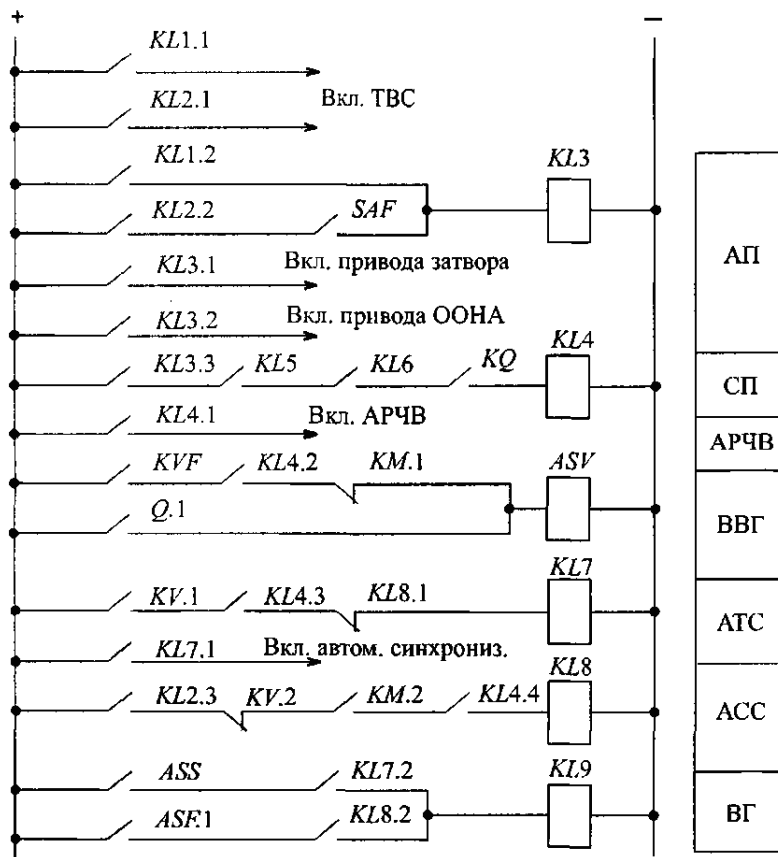 + −
KL1.1
KL2.1 Вкл. ТВС
KL1.2 KL3
KL2.2 SAF
KL3.1 Вкл. привода затвора АП
KL3.2 Вкл. привода ООНА
KL3.3 KL5 KL6 KQ KL4 СП
KL4.1 Вкл. АРЧВ АРЧВ
KVF KL4.2 KM.1 ASV
Q.1 ВВГ
KV.1 KL4.3 KL8.1 KL7 АТС
KL7.1 Вкл. автом. синхрониз.
KL2.3 KV.2 KM.2 KL4.4 KL8 АСС
ASS KL7.2 KL9
ASF.1 KL8.2 ВГ